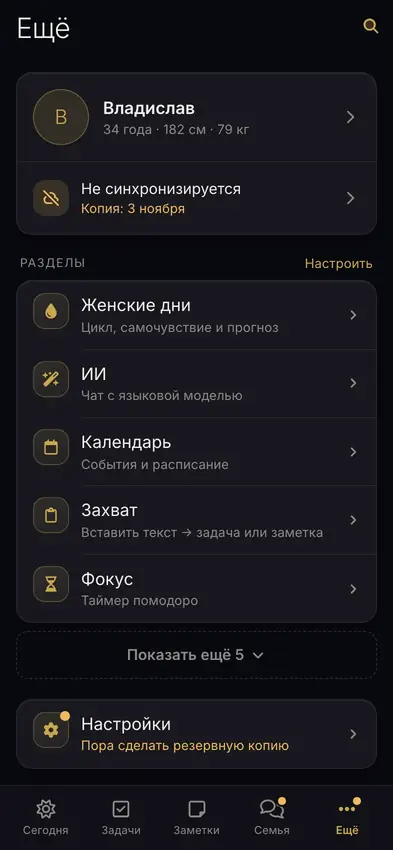 Ещё
В
Владислав
34 года · 182 см · 79 кг
Не синхронизируется
Копия: 3 ноября
РАЗДЕЛЫ
Настроить
Женские дни
Цикл, самочувствие и прогноз
ИИ
Чат с языковой моделью
Календарь
События и расписание
Захват
Вставить текст → задача или заметка
Фокус
Таймер помодоро
Показать ещё 5
Настройки
Пора сделать резервную копию
Сегодня
Задачи
Заметки
Семья
Ещё